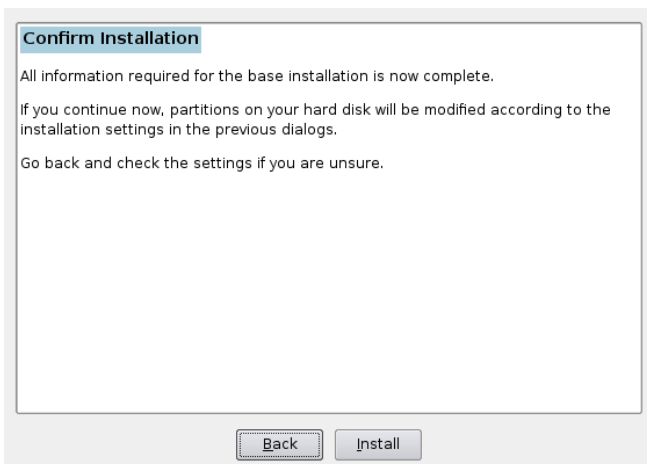 Confirm Installation
All information required for the base installation is now complete.
If you continue now, partitions on your hard disk will be modified according to the
installation settings in the previous dialogs.
Go back and check the settings if you are unsure.
Back
Install